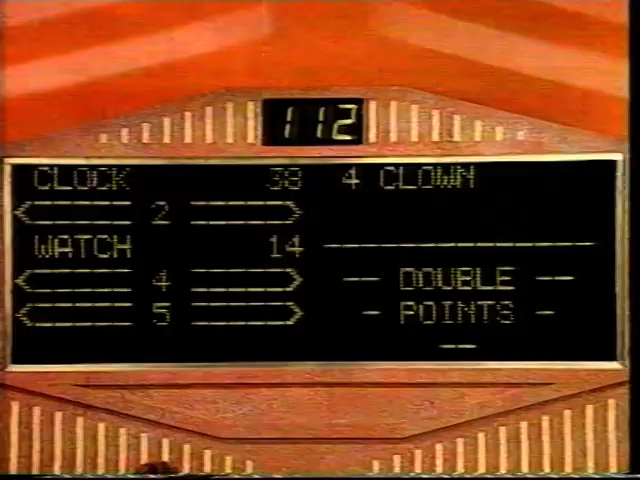 112
CLOCK 38 4 CLOWN
2
WATCH 14
4 -- DOUBLE --
5 - POINTS -
--